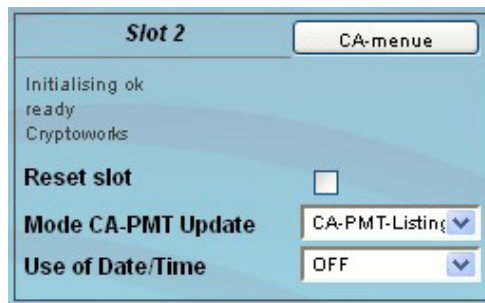 Slot 2
CA-menue
Initialising ok
ready
Cryptoworks
Reset slot
Mode CA-PMT Update
CA-PMT-Listing
Use of Date/Time
OFF